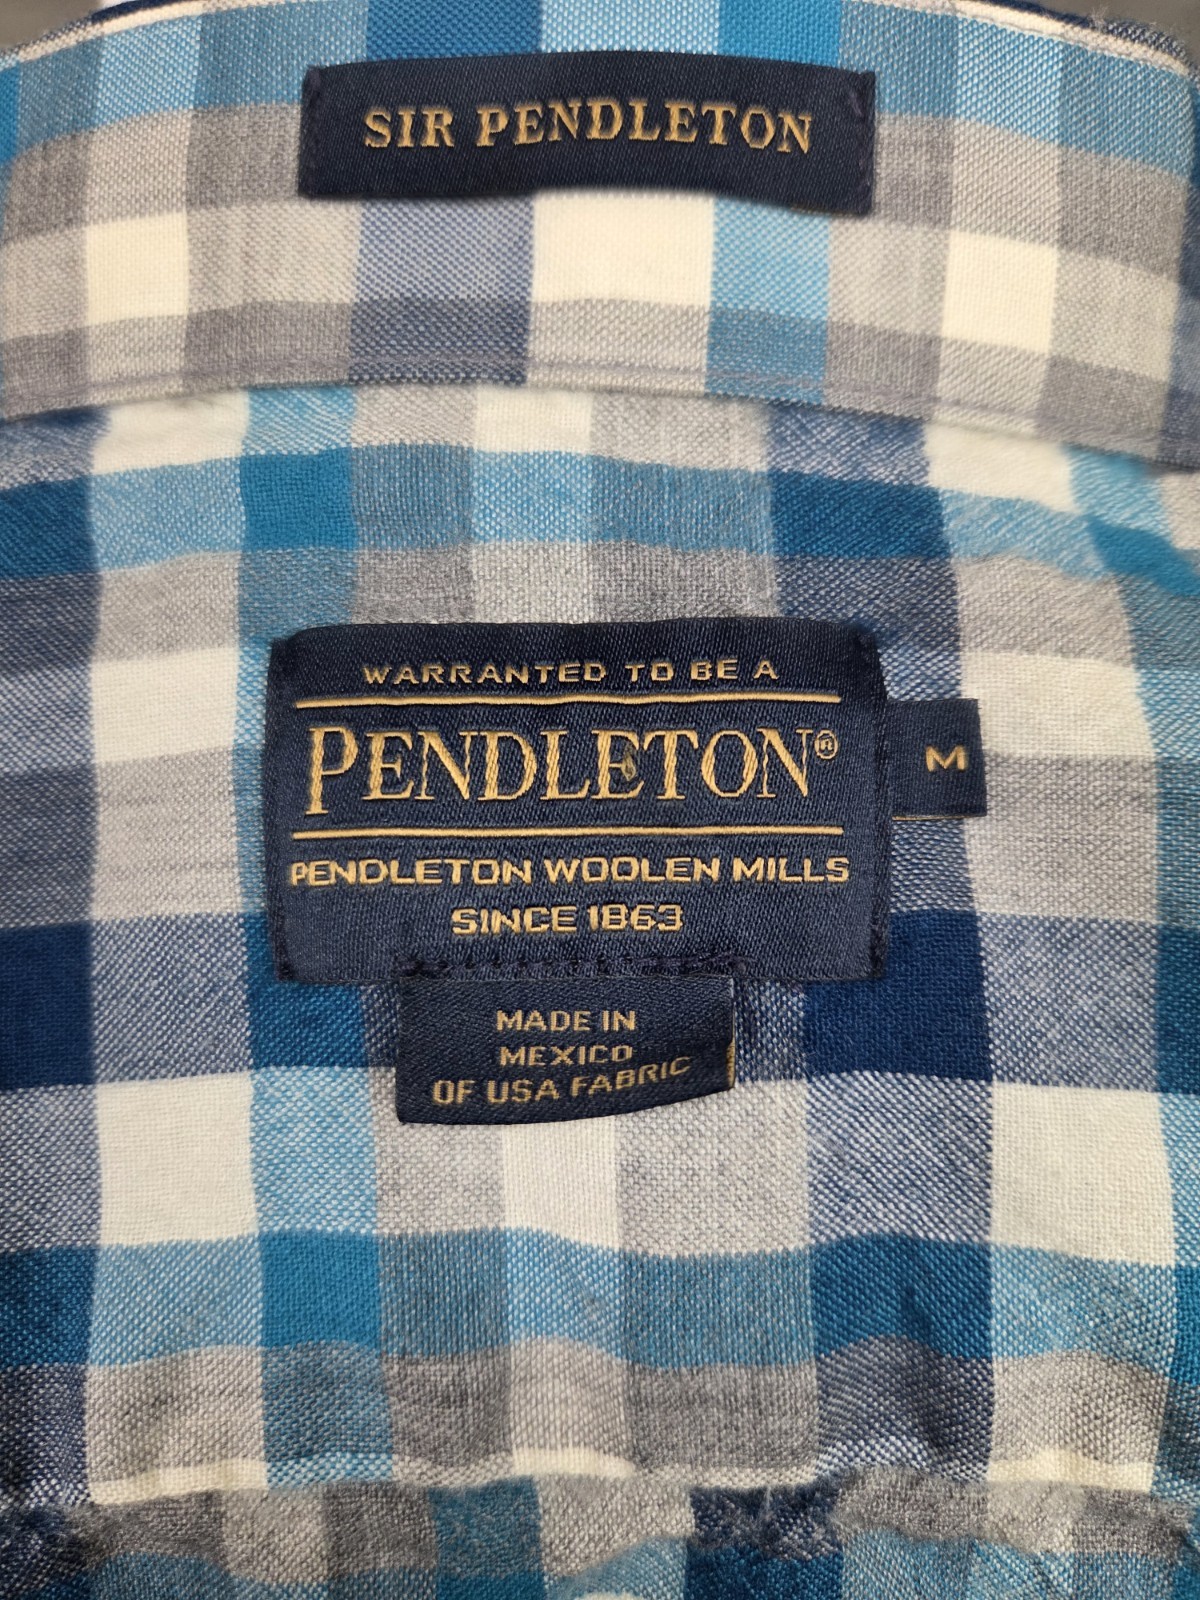 SIR PENDLETON
WARRANTED TO BE A
PENDLETON®
M
PENDLETON WOOLEN MILLS
SINCE 1863
MADE IN
MEXICO
OF USA FABRIC